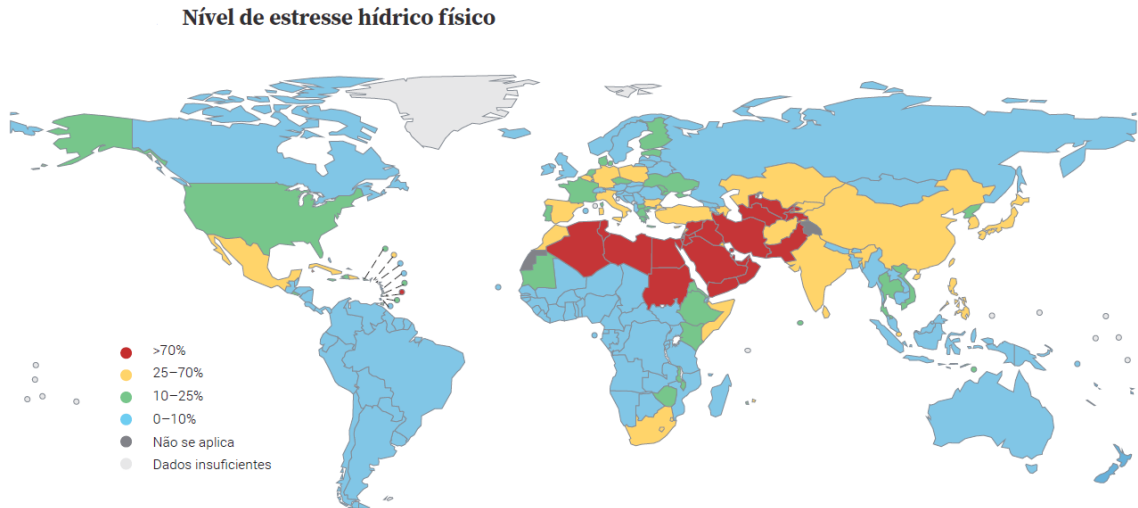 Nível de estresse hídrico físico
>70%
25–70%
10–25%
0–10%
Não se aplica
Dados insuficientes